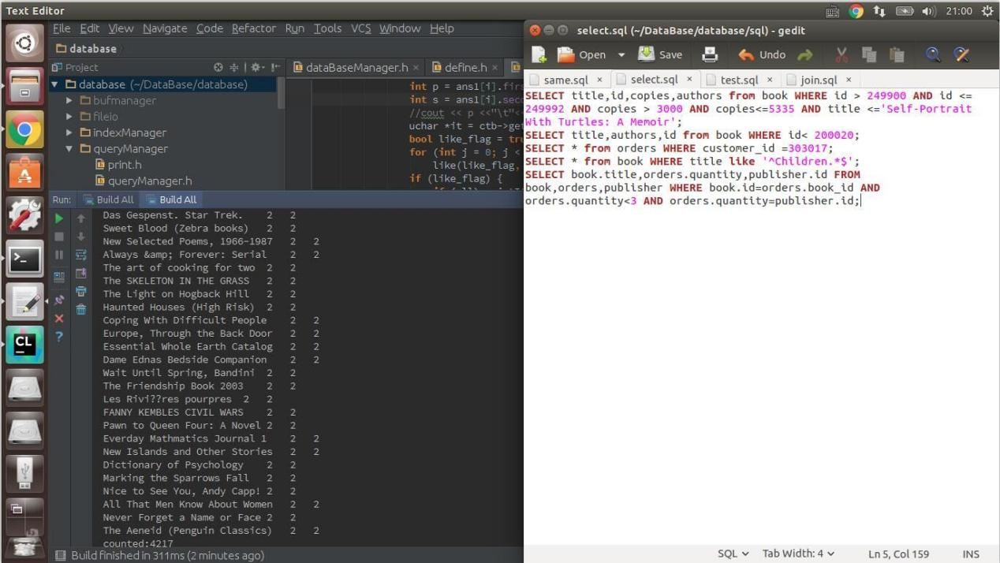 Text Editor
21:00
File Edit View Navigate Code Refactor Run Tools VCS Window Help
database
Project
database (~/DataBase/database)
bufmanager
fileio
indexManager
queryManager
print.h
queryManager.h
dataBaseManager.h × define.h ×
int p = ans1[i].firs
int s = ans1[i].seco
//cout << p <<"\t"<
uchar *it = ctb->get
bool like_flag = tru
for (int j = 0; j <
like(like_flag,
if (like_flag) {
Run: Build All Build All
Das Gespenst. Star Trek. 2 2
Sweet Blood (Zebra books) 2 2
New Selected Poems, 1966-1987 2 2
Always &amp; Forever: Serial 2 2
The art of cooking for two 2 2
The SKELETON IN THE GRASS 2 2
The Light on Hogback Hill 2 2
Haunted Houses (High Risk) 2 2
Coping With Difficult People 2 2
Europe, Through the Back Door 2 2
Essential Whole Earth Catalog 2 2
Dame Ednas Bedside Companion 2 2
Wait Until Spring, Bandini 2 2
The Friendship Book 2003 2 2
Les Rivi??res pourpres 2 2
FANNY KEMBLES CIVIL WARS 2 2
Pawn to Queen Four: A Novel 2 2
Everday Mathmatics Journal 1 2 2
New Islands and Other Stories 2 2
Dictionary of Psychology 2 2
Marking the Sparrows Fall 2 2
Nice to See You, Andy Capp! 2 2
All That Men Know About Women 2 2
Never Forget a Name or Face 2 2
The Aeneid (Penguin Classics) 2 2
counted:4217
Build finished in 311ms (2 minutes ago)
select.sql (~/DataBase/database/sql) - gedit
Open Save Undo
same.sql × select.sql × test.sql × join.sql ×
SELECT title,id,copies,authors from book WHERE id > 249900 AND id <=
249992 AND copies > 3000 AND copies<=5335 AND title <='Self-Portrait
With Turtles: A Memoir';
SELECT title,authors,id from book WHERE id< 200020;
SELECT * from orders WHERE customer_id =303017;
SELECT * from book WHERE title like '^Children.*$';
SELECT book.title,orders.quantity,publisher.id FROM
book,orders,publisher WHERE book.id=orders.book_id AND
orders.quantity<3 AND orders.quantity=publisher.id;
SQL Tab Width: 4 Ln 5, Col 159 INS